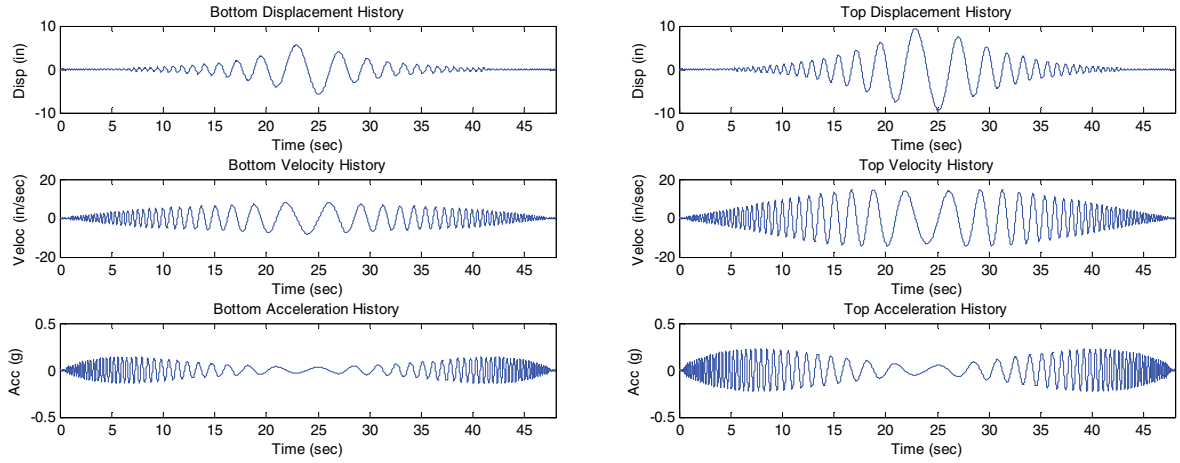 Bottom Displacement History
10
0
-10
Disp (in)
0 5 10 15 20 25 30 35 40 45
Time (sec)
Bottom Velocity History
20
0
-20
Veloc (in/sec)
0 5 10 15 20 25 30 35 40 45
Time (sec)
Bottom Acceleration History
0.5
0
-0.5
Acc (g)
0 5 10 15 20 25 30 35 40 45
Time (sec)
Top Displacement History
10
0
-10
Disp (in)
0 5 10 15 20 25 30 35 40 45
Time (sec)
Top Velocity History
20
0
-20
Veloc (in/sec)
0 5 10 15 20 25 30 35 40 45
Time (sec)
Top Acceleration History
0.5
0
-0.5
Acc (g)
0 5 10 15 20 25 30 35 40 45
Time (sec)